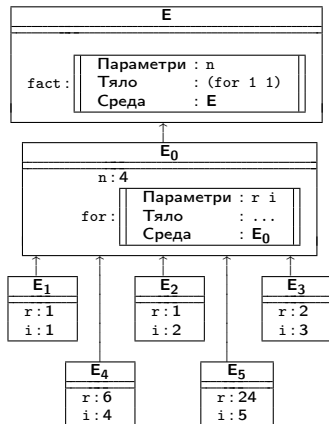 E
Параметри : n
fact : Тяло : (for 1 1)
Среда : E
E0
n : 4
Параметри : r i
for : Тяло : ...
Среда : E0
E1 E2 E3
r : 1 r : 1 r : 2
i : 1 i : 2 i : 3
E4 E5
r : 6 r : 24
i : 4 i : 5